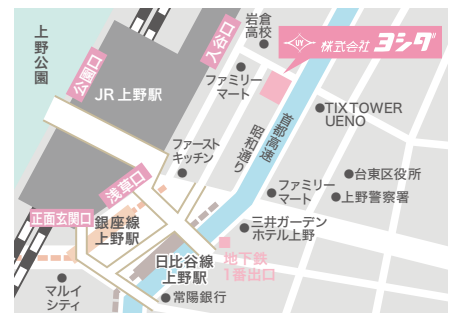 上野
公園
公園口
JR上野駅
入谷口
岩倉
高校
UY 株式会社 ヨシダ
ファミリー
マート
TIX TOWER
UENO
首都高速
昭和通り
ファースト
キッチン
台東区役所
ファミリー
マート
上野警察署
浅草口
正面玄関口
銀座線
上野駅
三井ガーデン
ホテル上野
日比谷線
上野駅
地下鉄
1番出口
マルイ
シティ
常陽銀行